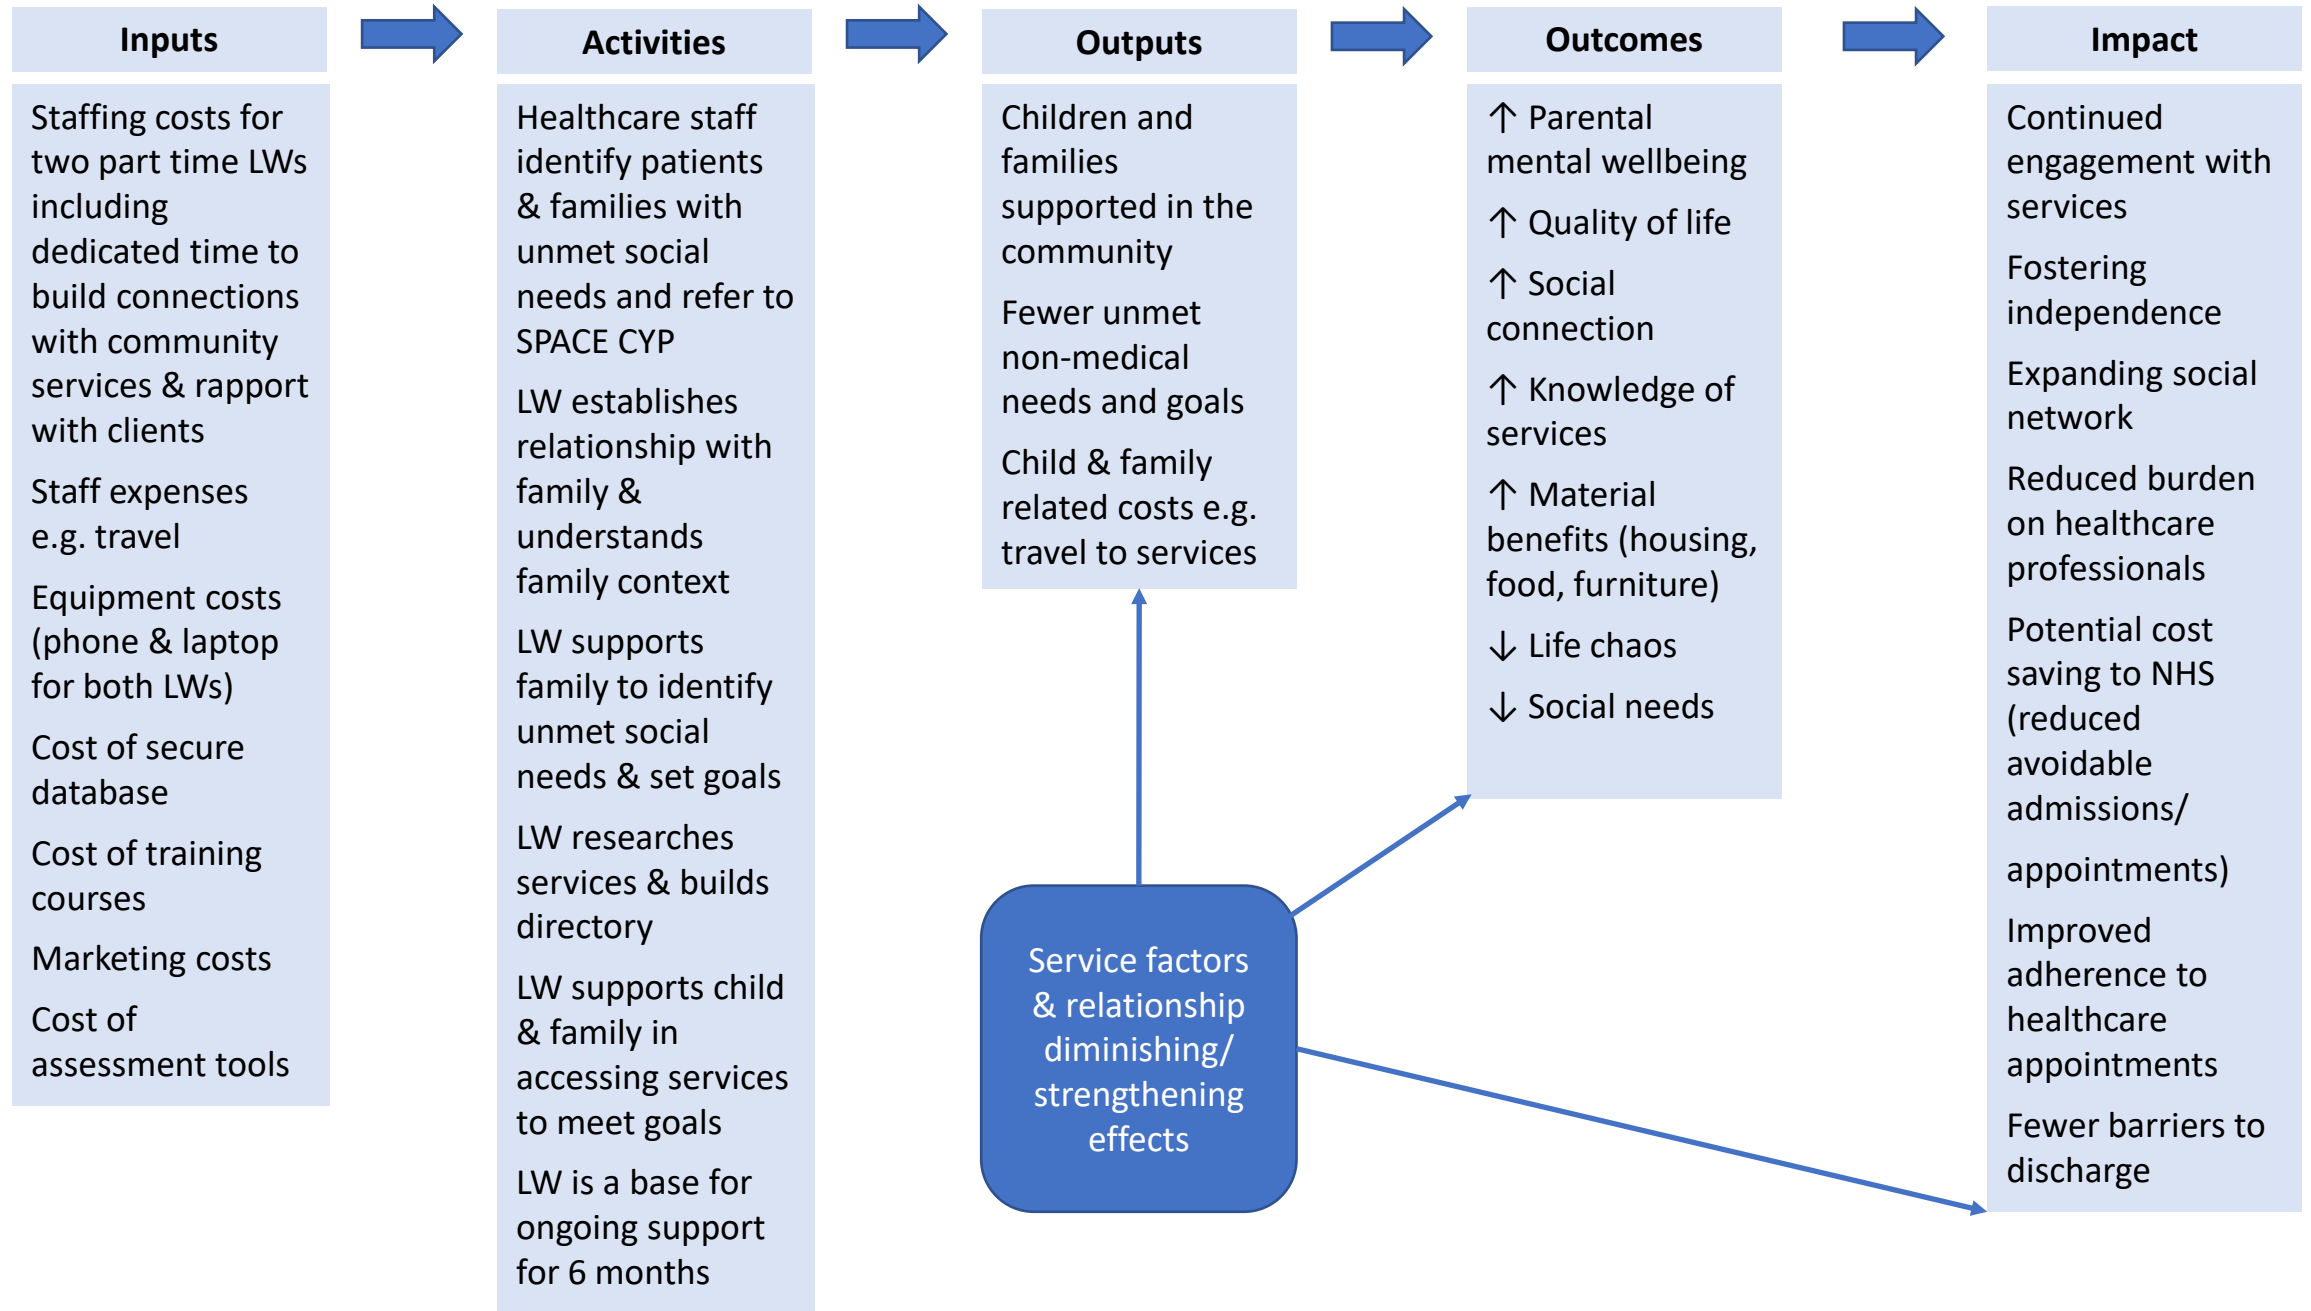 Inputs
Activities
Outputs
Outcomes
Impact
Staffing costs for
two part time LWs
including
dedicated time to
build connections
with community
services & rapport
with clients
Staff expenses
e.g. travel
Equipment costs
(phone & laptop
for both LWs)
Cost of secure
database
Cost of training
courses
Marketing costs
Cost of
assessment tools
Healthcare staff
identify patients
& families with
unmet social
needs and refer to
SPACE CYP
LW establishes
relationship with
family &
understands
family context
LW supports
family to identify
unmet social
needs & set goals
LW researches
services & builds
directory
LW supports child
& family in
accessing services
to meet goals
LW is a base for
ongoing support
for 6 months
Children and
families
supported in the
community
Fewer unmet
non-medical
needs and goals
Child & family
related costs e.g.
travel to services
↑ Parental
mental wellbeing
↑ Quality of life
↑ Social
connection
↑ Knowledge of
services
↑ Material
benefits (housing,
food, furniture)
↓ Life chaos
↓ Social needs
Continued
engagement with
services
Fostering
independence
Expanding social
network
Reduced burden
on healthcare
professionals
Potential cost
saving to NHS
(reduced
avoidable
admissions/
appointments)
Improved
adherence to
healthcare
appointments
Fewer barriers to
discharge
Service factors
& relationship
diminishing/
strengthening
effects